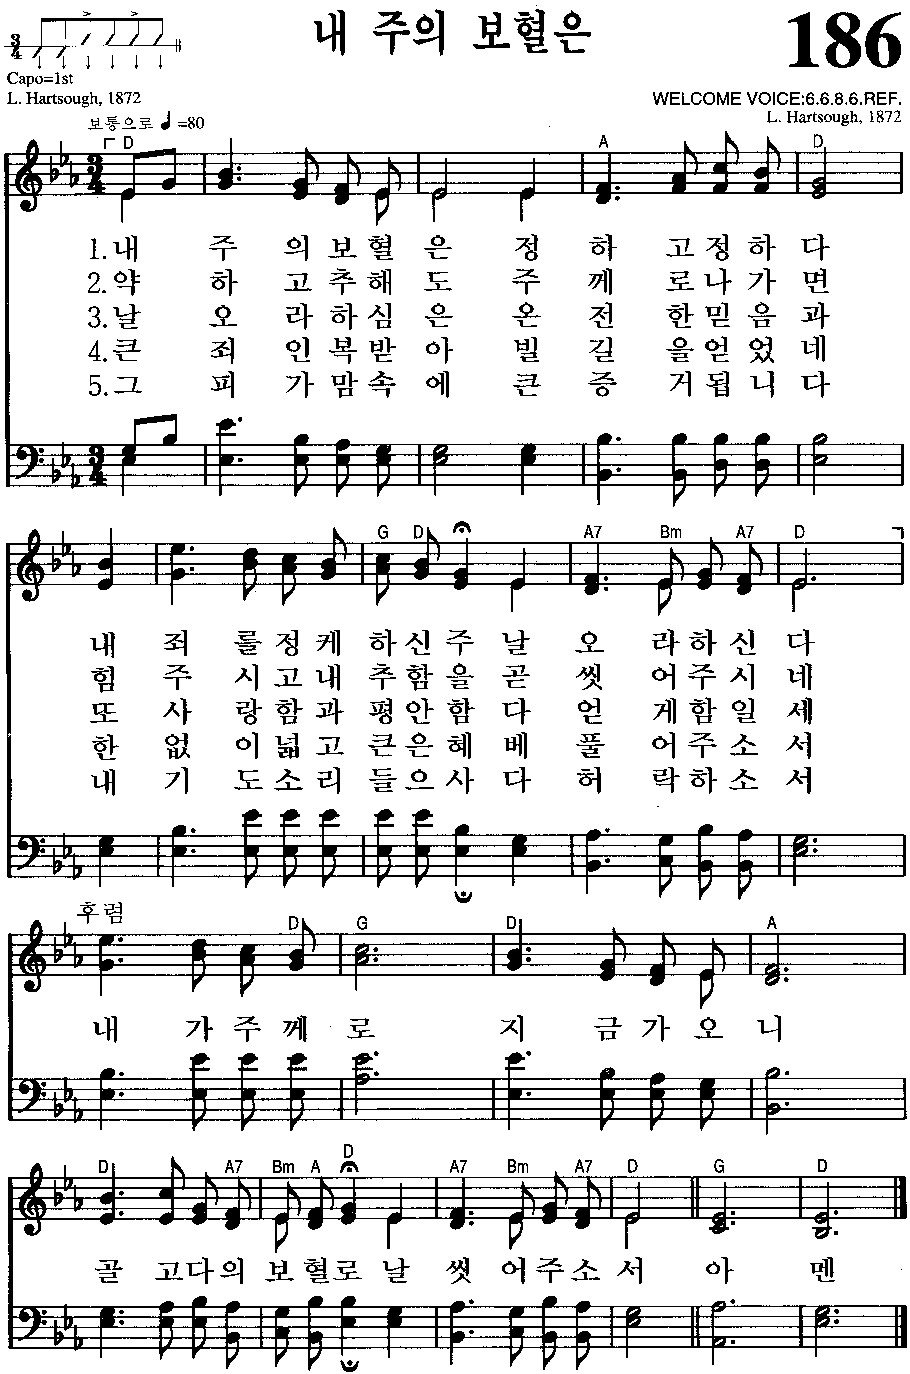 내 주의 보혈은
186
3/4
Capo=1st
L. Hartsough, 1872
WELCOME VOICE:6.6.8.6.REF.
L. Hartsough, 1872
보통으로 ♩=80
D A D
1.내 주 의 보 혈 은 정 하 고 정 하 다
2.약 하 고 추 해 도 주 께 로 나 가 면
3.날 오 라 하 심 은 온 전 한 믿 음 과
4.큰 죄 인 복 받 아 빌 길 을 얻 었 네
5.그 피 가 맘 속 에 큰 증 거 됩 니 다
G D A7 Bm A7 D
내 죄 를 정 케 하 신 주 날 오 라 하 신 다
힘 주 시 고 내 추 함 을 곧 씻 어 주 시 네
또 사 랑 함 과 평 안 함 다 얻 게 함 일 세
한 없 이 넓 고 큰 은 혜 베 풀 어 주 소 서
내 기 도 소 리 들 으 사 다 허 락 하 소 서
후렴
D G D A
내 가 주 께 로 지 금 가 오 니
D A7 Bm A D A7 Bm A7 D G D
골 고 다 의 보 혈 로 날 씻 어 주 소 서 아 멘